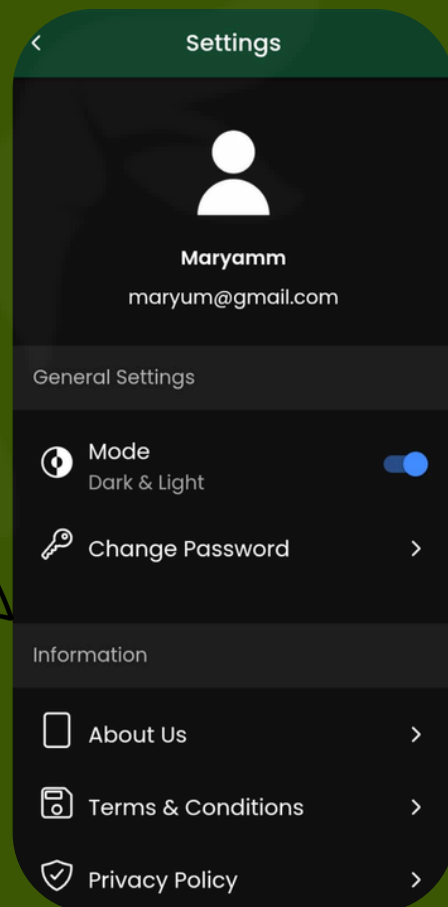 Settings
Maryamm
maryum@gmail.com
General Settings
Mode
Dark & Light
Change Password
Information
About Us
Terms & Conditions
Privacy Policy